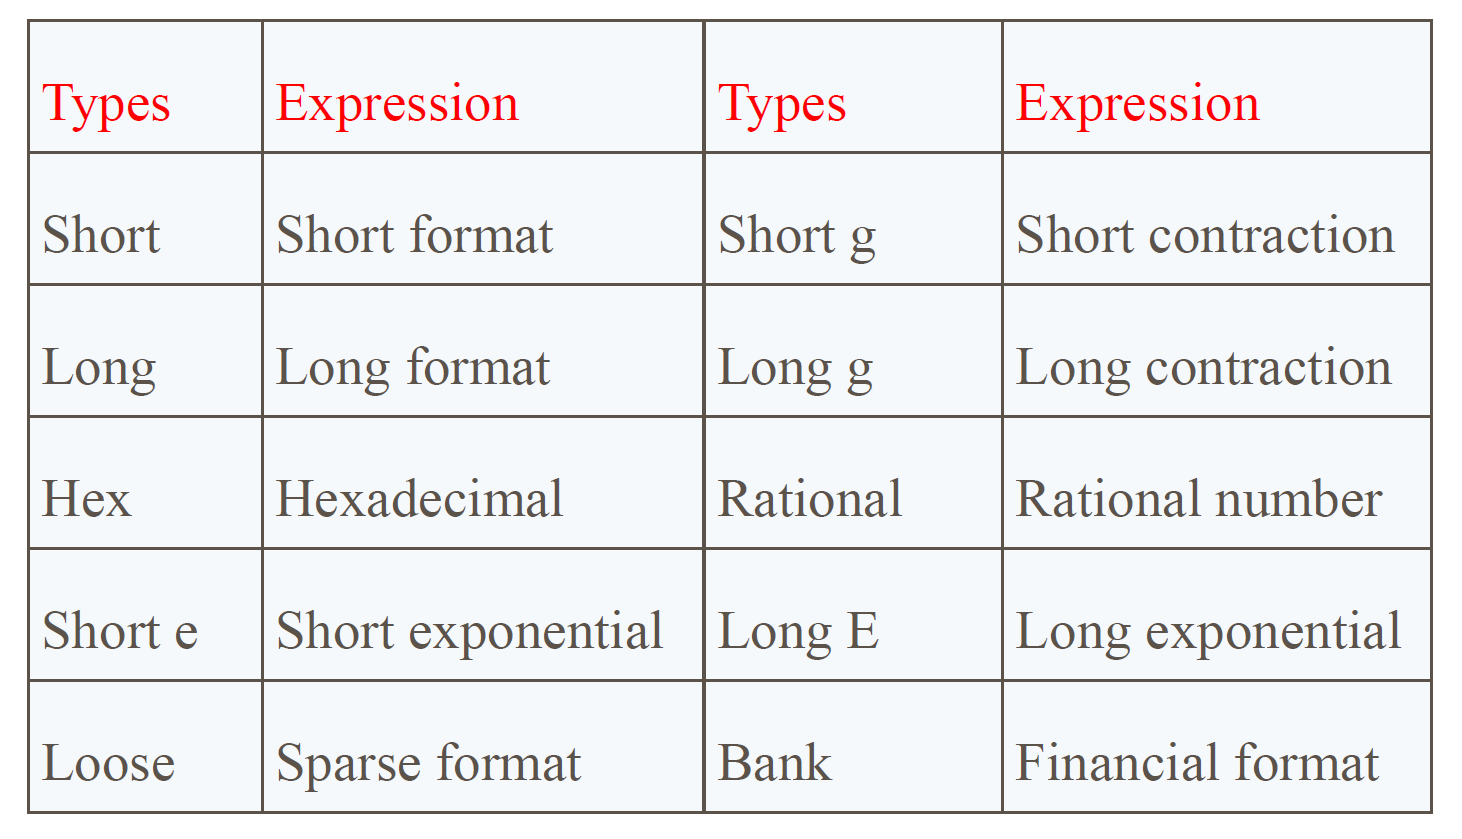 Types Expression Types Expression
Short Short format Short g Short contraction
Long Long format Long g Long contraction
Hex Hexadecimal Rational Rational number
Short e Short exponential Long E Long exponential
Loose Sparse format Bank Financial format